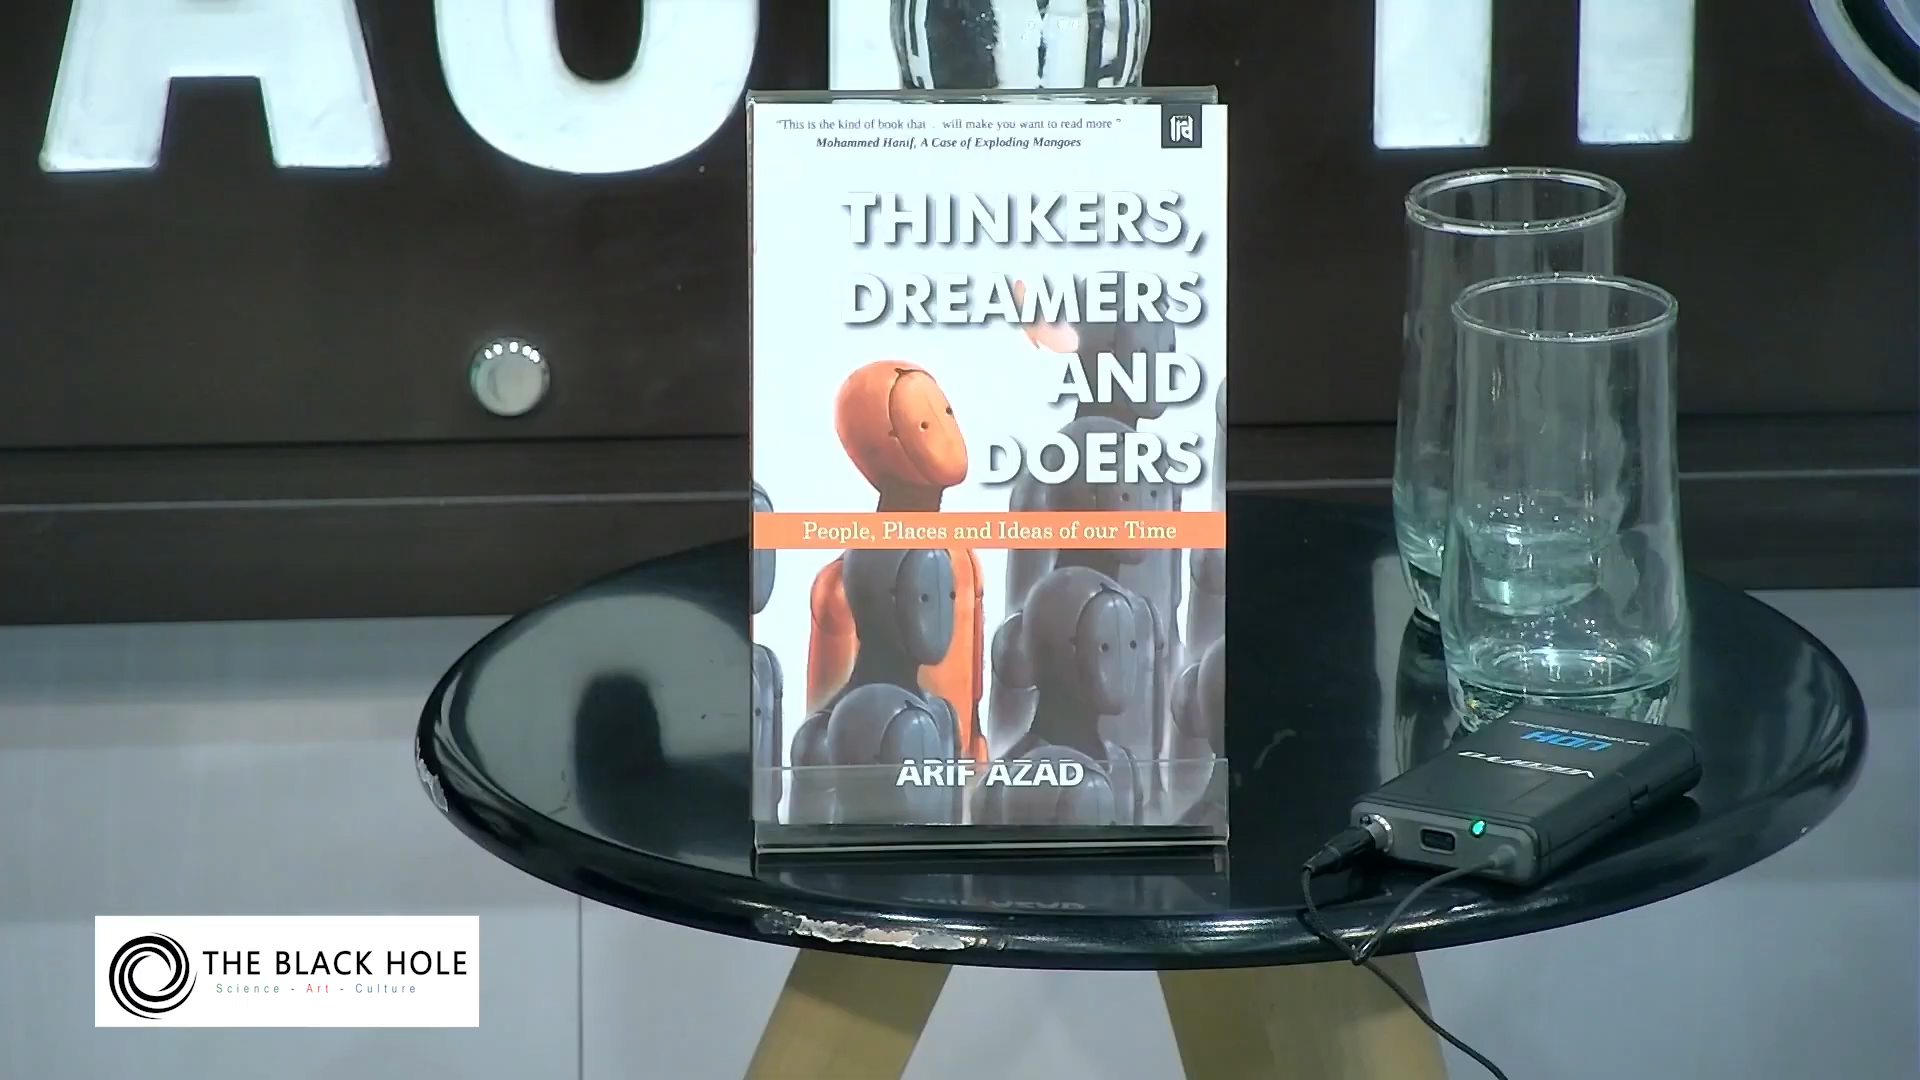 "This is the kind of book that .. will make you want to read more"
Mohammed Hanif, A Case of Exploding Mangoes
THINKERS,
DREAMERS
AND
DOERS
People, Places and Ideas of our Time
ARIF AZAD
THE BLACK HOLE
Science - Art - Culture